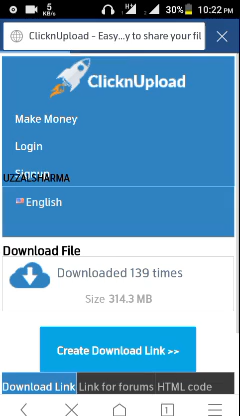 5
KB/s
H
30%
10:22 PM
ClicknUpload - Easy...y to share your fil
ClicknUpload
Make Money
Login
Signup
UZZALSHARMA
English
Download File
Downloaded 139 times
Size 314.3 MB
Create Download Link >>
Download Link Link for forums HTML code
1